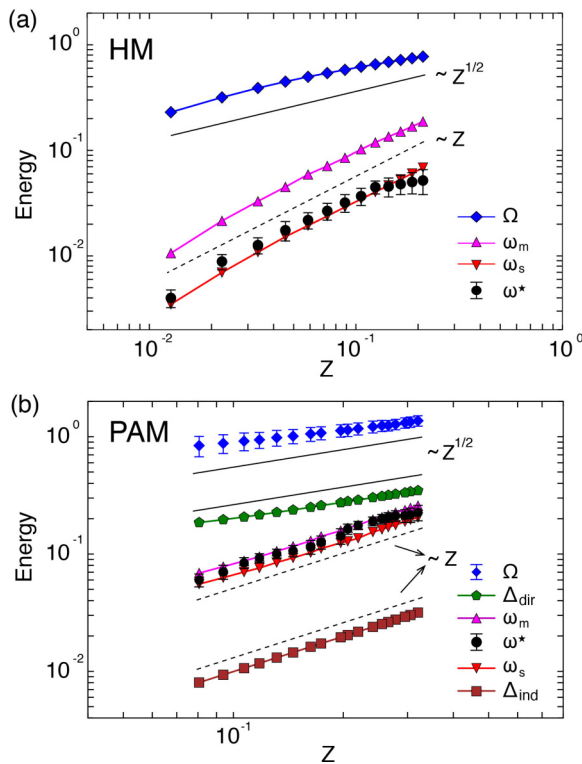 (a)
HM
10⁰
10⁻¹
10⁻²
Energy
~ Z^{1/2}
~ Z
Ω
ω_m
ω_s
ω*
10⁻² 10⁻¹ 10⁰
Z
(b)
PAM
10⁰
10⁻¹
10⁻²
Energy
~Z^{1/2}
~ Z
Ω
Δ_dir
ω_m
ω*
ω_s
Δ_ind
10⁻¹
Z